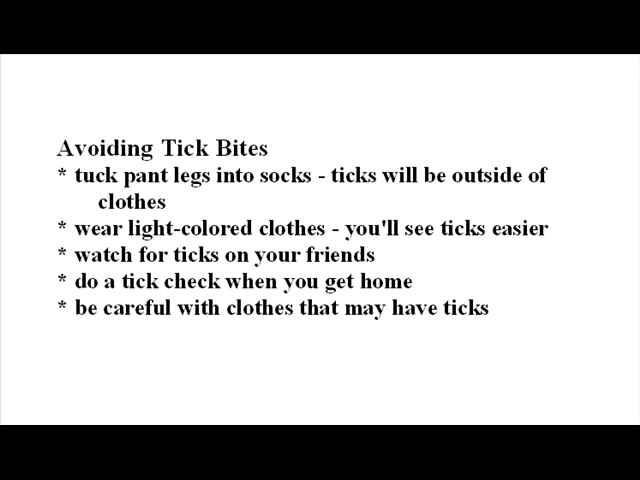 Avoiding Tick Bites
* tuck pant legs into socks - ticks will be outside of
clothes
* wear light-colored clothes - you'll see ticks easier
* watch for ticks on your friends
* do a tick check when you get home
* be careful with clothes that may have ticks